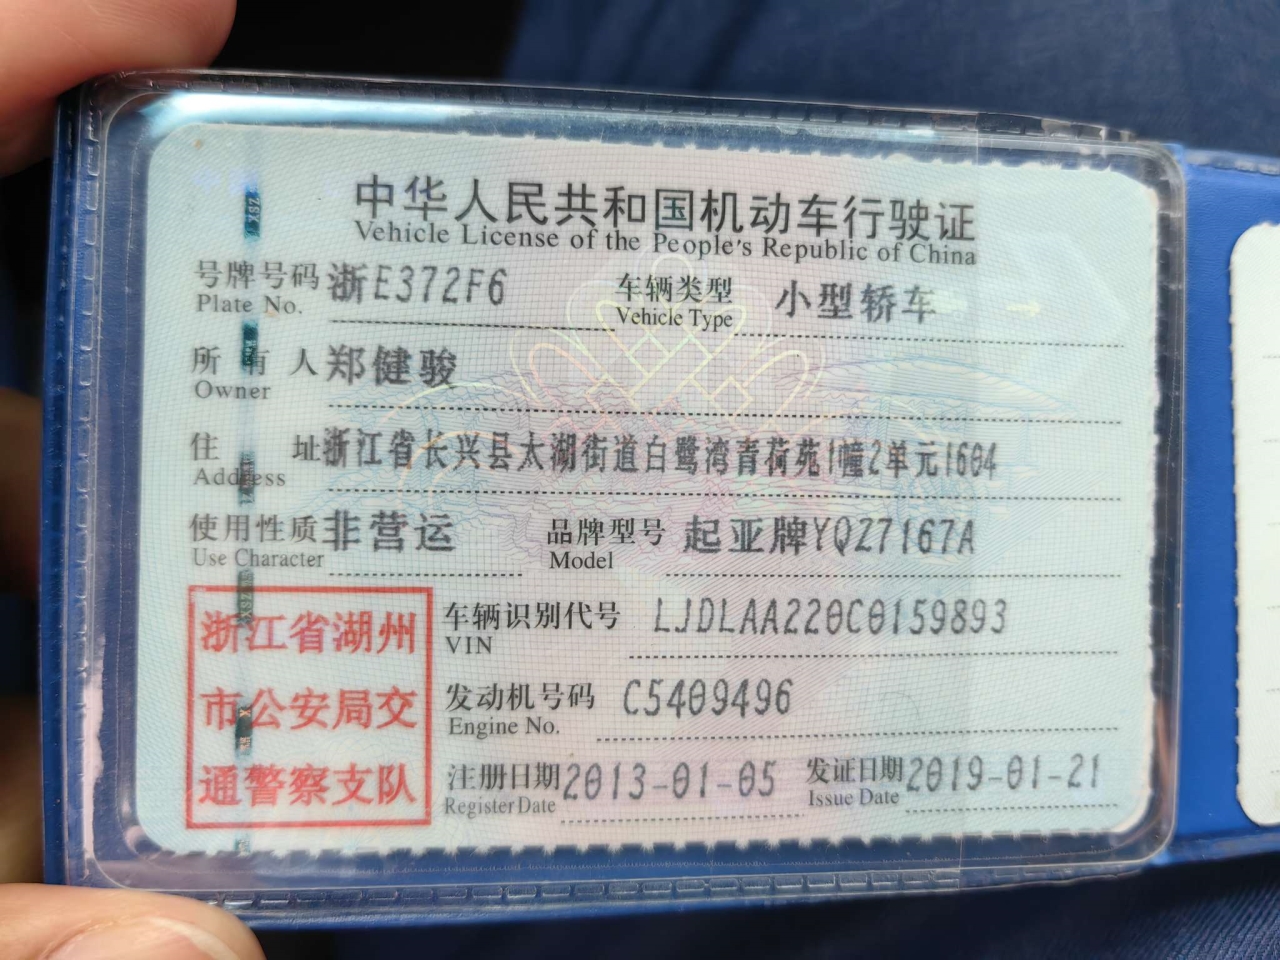 中华人民共和国机动车行驶证
Vehicle License of the People's Republic of China
号牌号码 浙E372F6 车辆类型 小型轿车
Plate No. Vehicle Type
所有人 郑健骏
Owner
住址 浙江省长兴县太湖街道白鹭湾青荷苑1幢2单元1604
Address
使用性质 非营运 品牌型号 起亚牌YQZ7167A
Use Character Model
浙江省湖州
市公安局交
通警察支队
车辆识别代号 LJDLAA220C0159893
VIN
发动机号码 C5409496
Engine No.
注册日期 2013-01-05 发证日期 2019-01-21
Register Date Issue Date